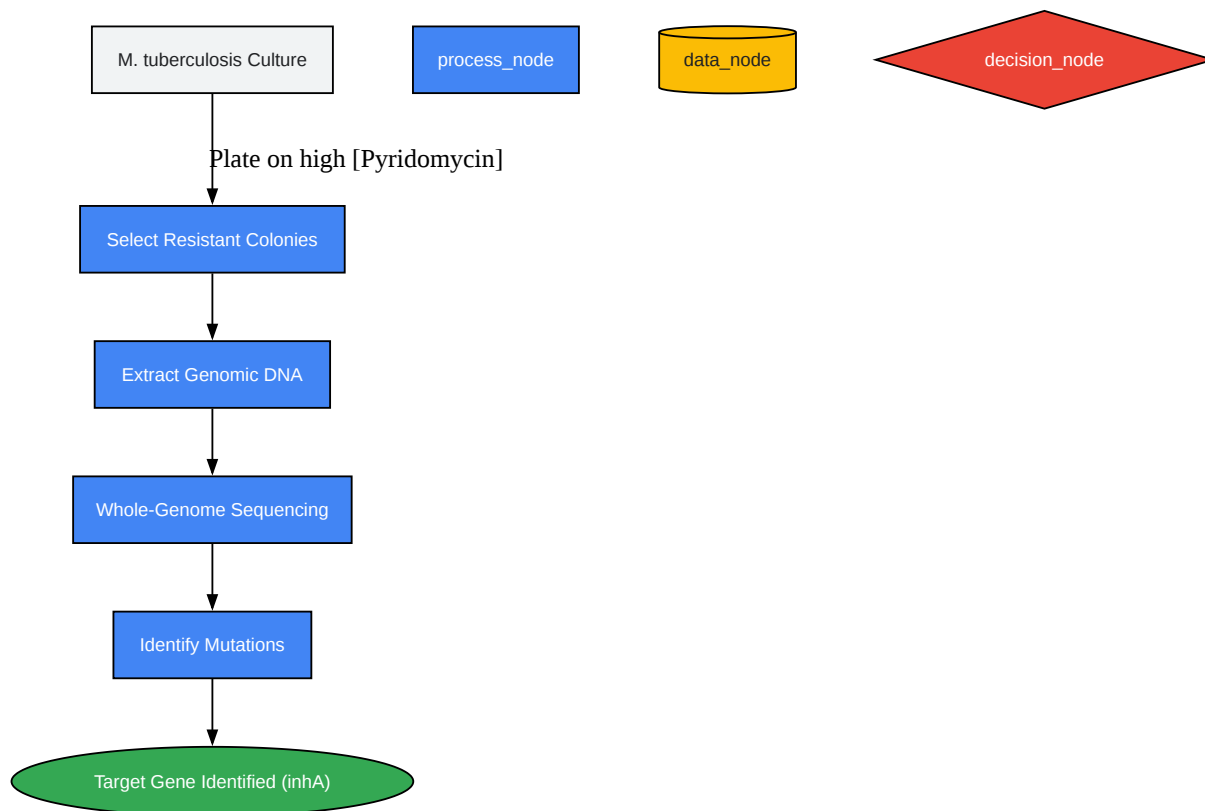 M. tuberculosis Culture
process_node
data_node
decision_node
Plate on high [Pyridomycin]
Select Resistant Colonies
Extract Genomic DNA
Whole-Genome Sequencing
Identify Mutations
Target Gene Identified (inhA)